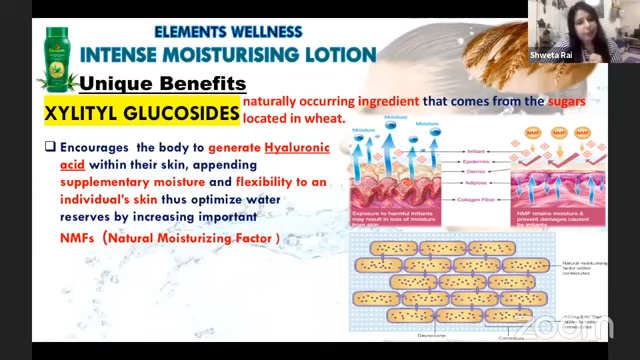 ELEMENTS WELLNESS
INTENSE MOISTURISING LOTION
Shweta Rai
Unique Benefits
XYLITYL GLUCOSIDES naturally occurring ingredient that comes from the sugars
located in wheat.
Encourages the body to generate Hyaluronic
acid within their skin, appending
supplementary moisture and flexibility to an
individual's skin thus optimize water
reserves by increasing important
NMFs (Natural Moisturizing Factor )
Moisture
Moisture
Moisture
Moisture
NMF
NMF
NMF
Irritant
Epidermis
Dermis
Adipose
Collagen Fiber
Exposure to harmful irritants
may result in loss of moisture
from skin
NMF retains moisture &
prevent damages caused
by irritants
Natural moisturizing
factor within
corneocytes
zoom